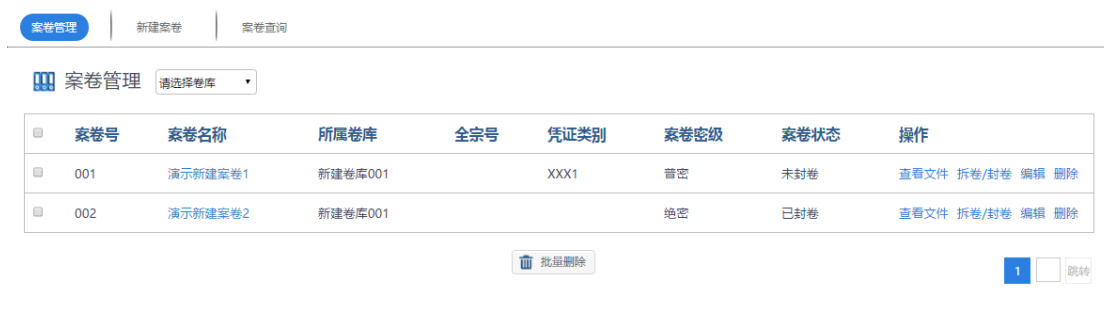 案卷管理 新建案卷 案卷查询
案卷管理 请选择卷库
案卷号 案卷名称 所属卷库 全宗号 凭证类别 案卷密级 案卷状态 操作
001 演示新建案卷1 新建卷库001 XXX1 普密 未封卷 查看文件 拆卷/封卷 编辑 删除
002 演示新建案卷2 新建卷库001 绝密 已封卷 查看文件 拆卷/封卷 编辑 删除
批量删除
1 跳转